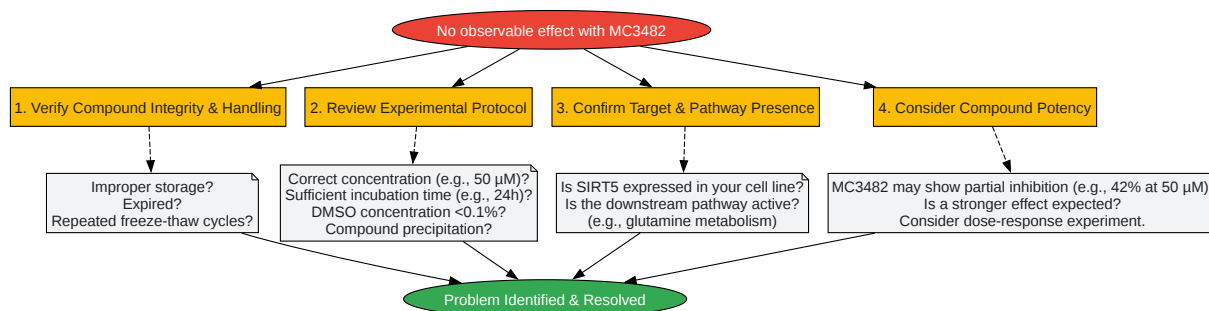 No observable effect with MC3482
1. Verify Compound Integrity & Handling
2. Review Experimental Protocol
3. Confirm Target & Pathway Presence
4. Consider Compound Potency
Improper storage?
Expired?
Repeated freeze-thaw cycles?
Correct concentration (e.g., 50 µM)?
Sufficient incubation time (e.g., 24h)?
DMSO concentration <0.1%?
Compound precipitation?
Is SIRT5 expressed in your cell line?
Is the downstream pathway active?
(e.g., glutamine metabolism)
MC3482 may show partial inhibition (e.g., 42% at 50 µM)
Is a stronger effect expected?
Consider dose-response experiment.
Problem Identified & Resolved